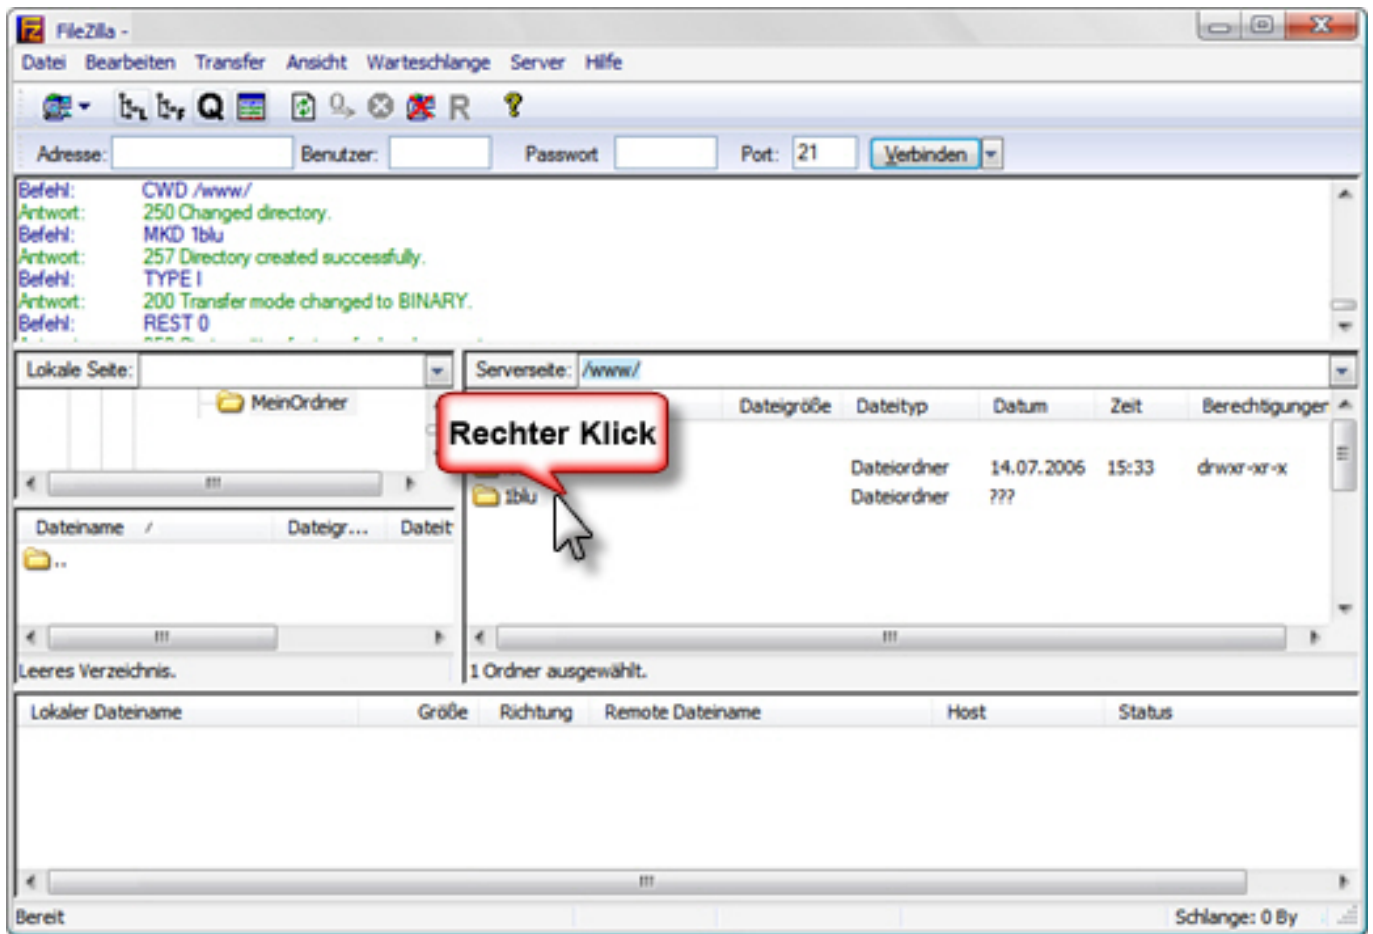 FileZilla -
Datei Bearbeiten Transfer Ansicht Warteschlange Server Hilfe
Adresse: Benutzer: Passwort Port: 21 Verbinden
Befehl: CWD /www/
Antwort: 250 Changed directory.
Befehl: MKD 1blu
Antwort: 257 Directory created successfully.
Befehl: TYPE I
Antwort: 200 Transfer mode changed to BINARY.
Befehl: REST 0
Lokale Seite: Serverseite: /www/
MeinOrdner
Dateigröße Dateityp Datum Zeit Berechtigunger
Rechter Klick
Dateiordner 14.07.2006 15:33 drwxr-xr-x
1blu Dateiordner ???
Dateiname / Dateigr... Dateit
..
Leeres Verzeichnis. 1 Ordner ausgewählt.
Lokaler Dateiname Größe Richtung Remote Dateiname Host Status
Bereit Schlange: 0 By